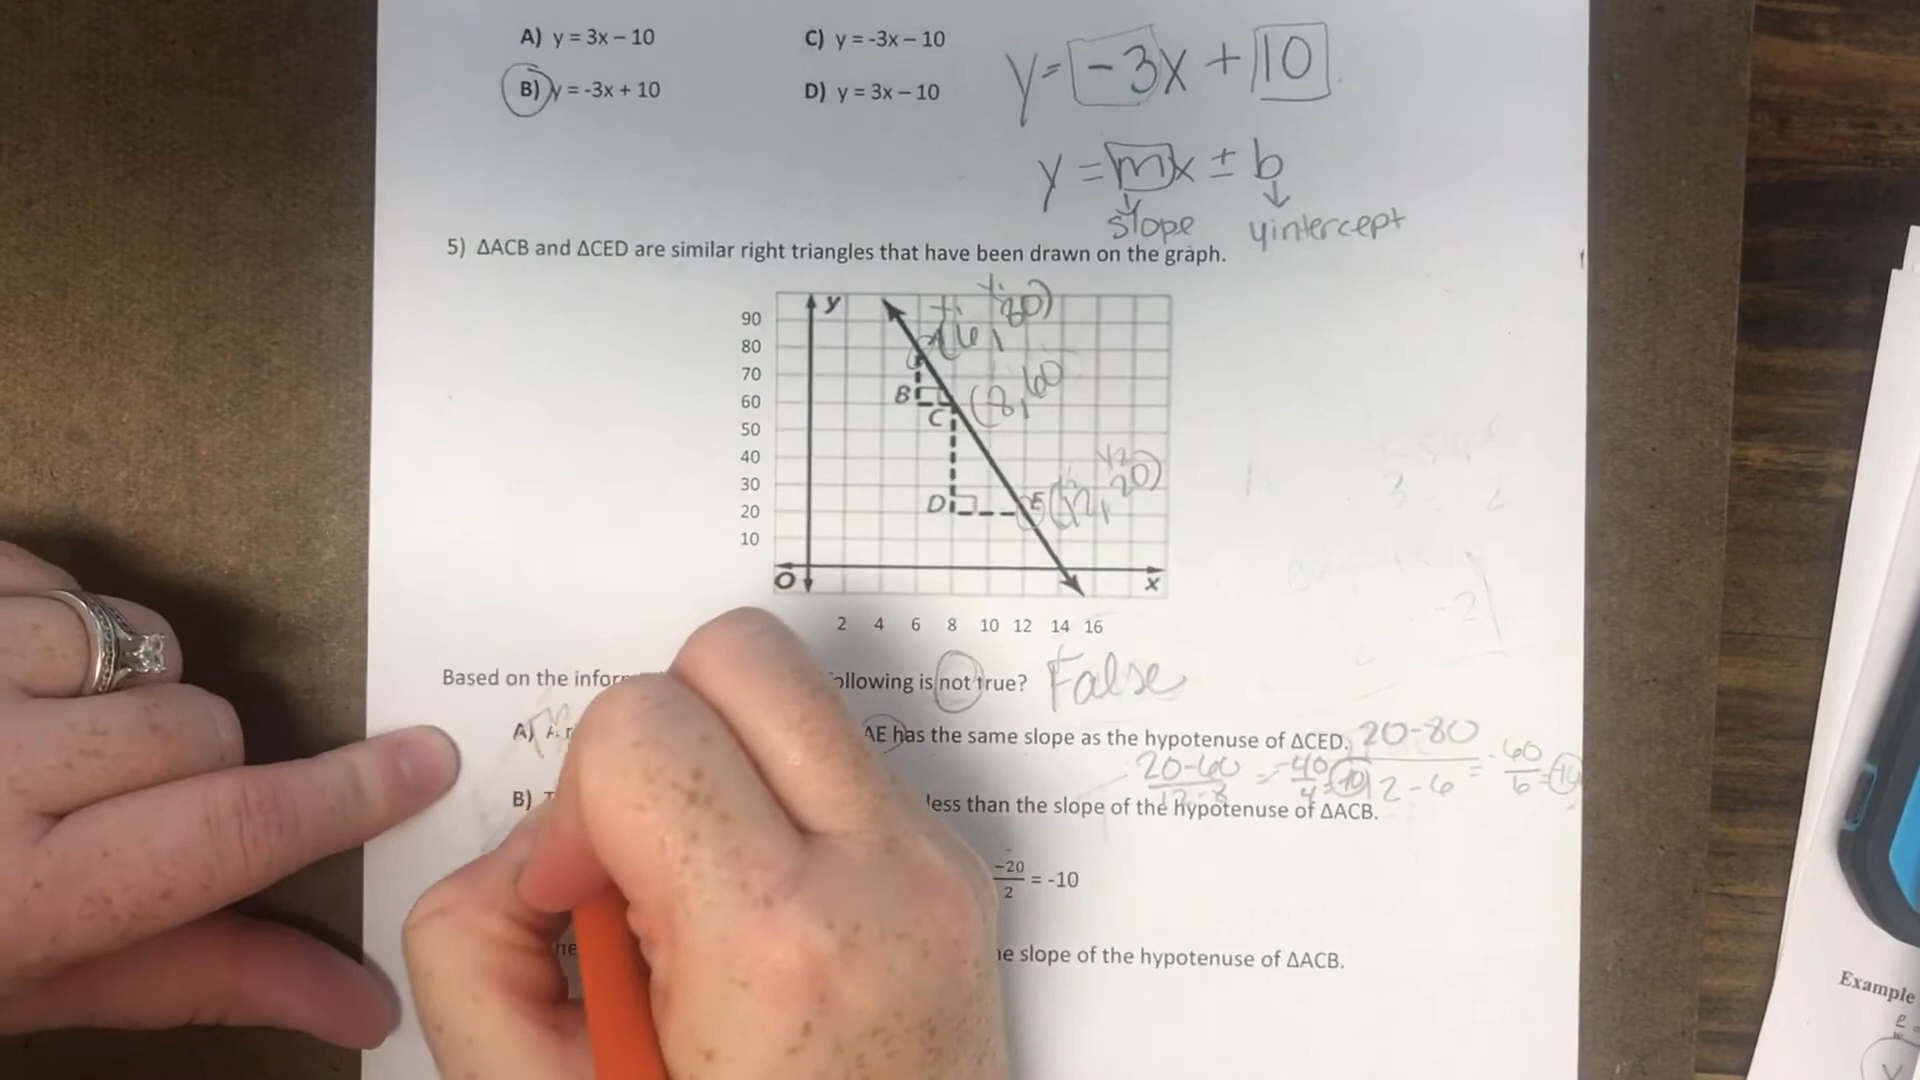 A) y = 3x – 10
C) y = -3x – 10
B) y = -3x + 10
D) y = 3x – 10
y = -3x + 10
y = mx ± b
slope
yintercept
5) ΔACB and ΔCED are similar right triangles that have been drawn on the graph.
y
90
80
70
60
50
40
30
20
10
A (6, 80)
B
C (8, 60
D
E (12, 20)
O
x
2 4 6 8 10 12 14 16
Based on the ollowing is not true? False
A) AE has the same slope as the hypotenuse of ΔCED.
20-80
12-6
= -60
6
20-60
12-8
= -40
4
B) less than the slope of the hypotenuse of ΔACB.
-20
2
= -10
slope of the hypotenuse of ΔACB.
Example